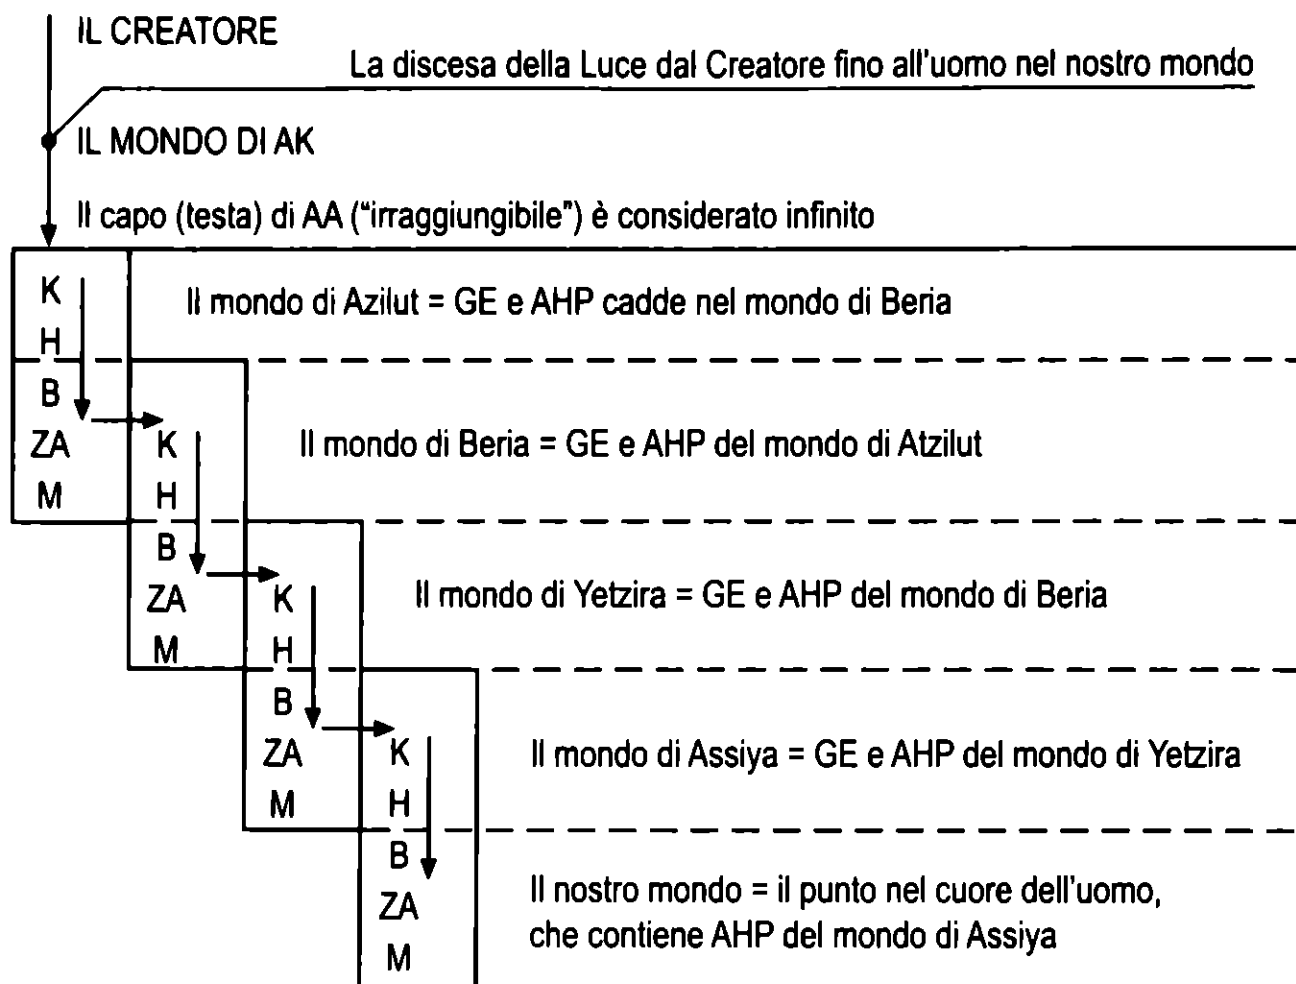 IL CREATORE
La discesa della Luce dal Creatore fino all'uomo nel nostro mondo
IL MONDO DI AK
Il capo (testa) di AA ("irraggiungibile") è considerato infinito
K
Il mondo di Azilut = GE e AHP cadde nel mondo di Beria
H
B
ZA K Il mondo di Beria = GE e AHP del mondo di Atzilut
M H
B
ZA K Il mondo di Yetzira = GE e AHP del mondo di Beria
M H
B
ZA K Il mondo di Assiya = GE e AHP del mondo di Yetzira
M H
B
Il nostro mondo = il punto nel cuore dell'uomo,
ZA
che contiene AHP del mondo di Assiya
M